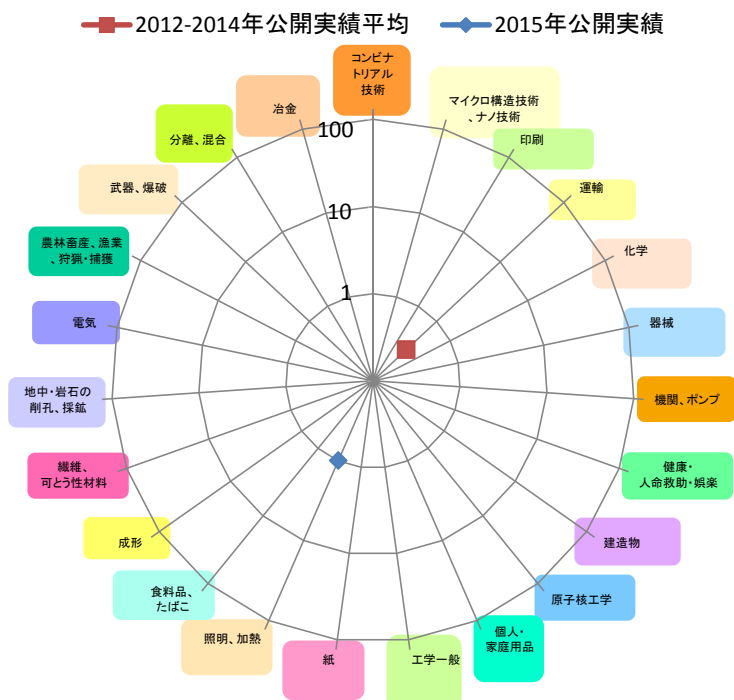 2012-2014年公開実績平均
2015年公開実績
コンビナ
トリアル
技術
マイクロ構造技術
、ナノ技術
印刷
運輸
化学
器械
機関、ポンプ
健康・
人命救助・娯楽
建造物
原子核工学
個人・
家庭用品
工学一般
紙
照明、加熱
食料品、
たばこ
成形
繊維、
可とう性材料
地中・岩石の
削孔、採鉱
電気
農林畜産、漁業
、狩猟・捕獲
武器、爆破
分離、混合
冶金
100
10
1